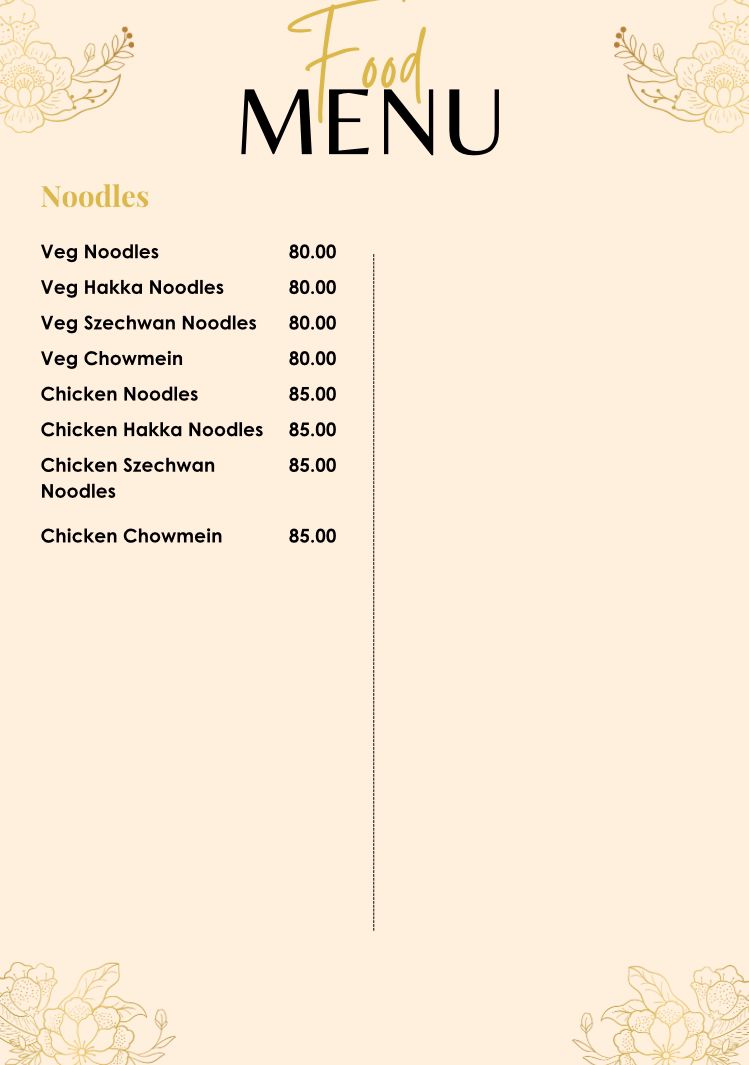 Food
MENU
Noodles
Veg Noodles 80.00
Veg Hakka Noodles 80.00
Veg Szechwan Noodles 80.00
Veg Chowmein 80.00
Chicken Noodles 85.00
Chicken Hakka Noodles 85.00
Chicken Szechwan 85.00
Noodles
Chicken Chowmein 85.00